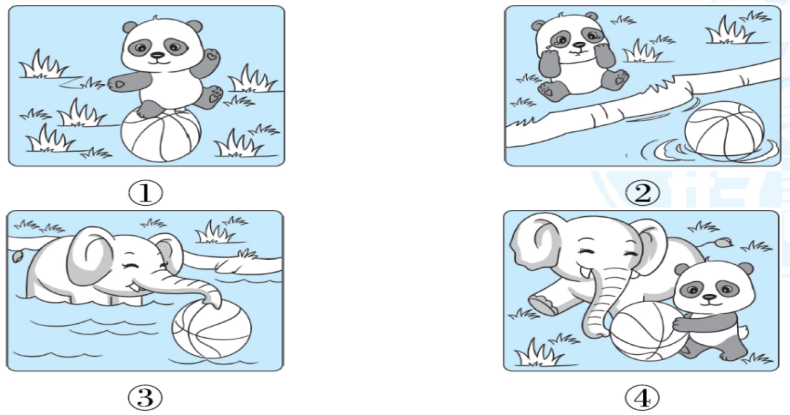 ①
②
③
④